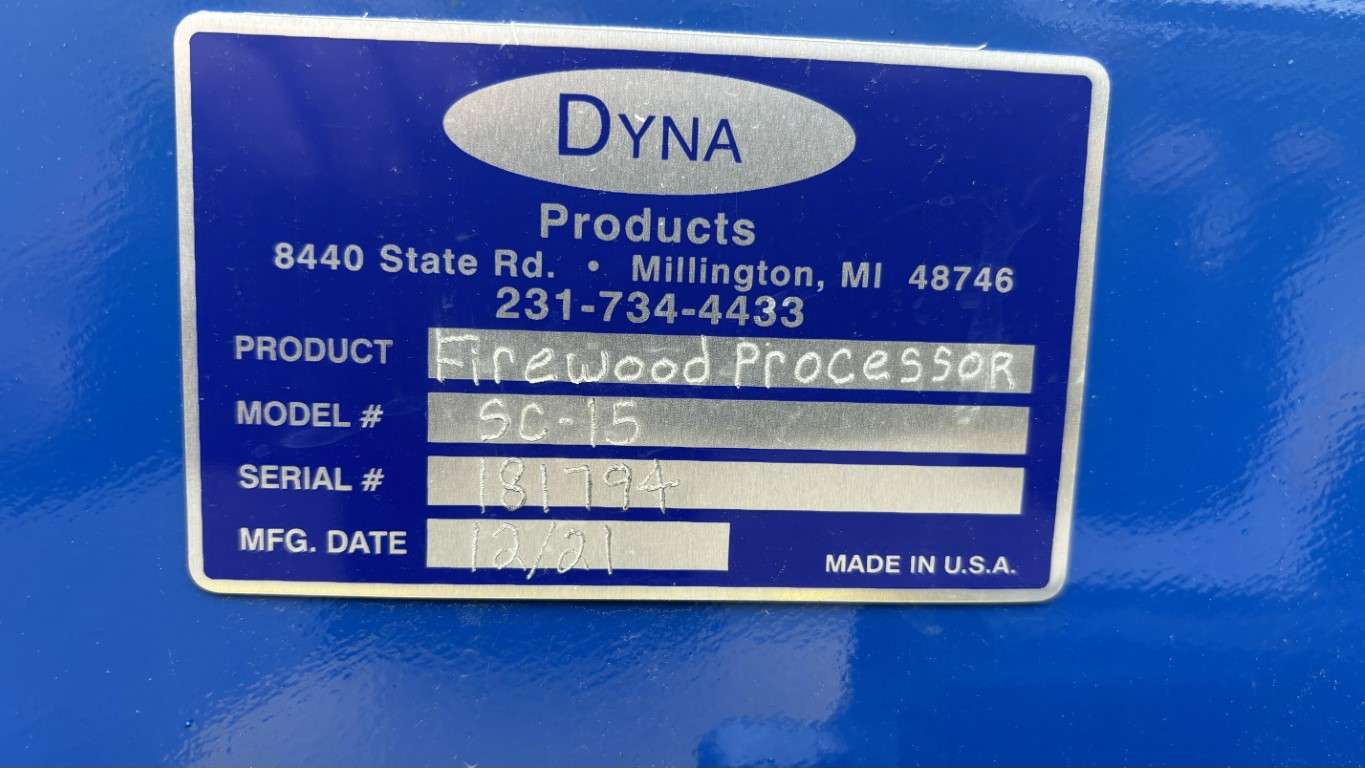 DYNA
Products
8440 State Rd. • Millington, MI 48746
231-734-4433
PRODUCT Firewood Processor
MODEL # SC-15
SERIAL # 181794
MFG. DATE 12/21
MADE IN U.S.A.